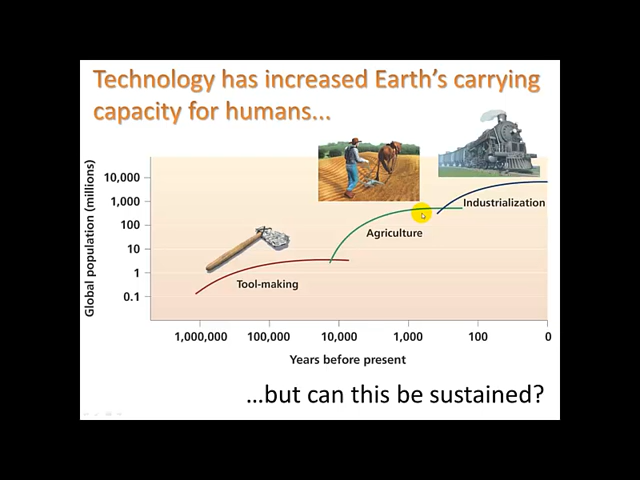 Technology has increased Earth's carrying
capacity for humans...
Global population (millions)
10,000
1,000
100
10
1
0.1
Tool-making
Agriculture
Industrialization
1,000,000
100,000
10,000
1,000
100
0
Years before present
...but can this be sustained?